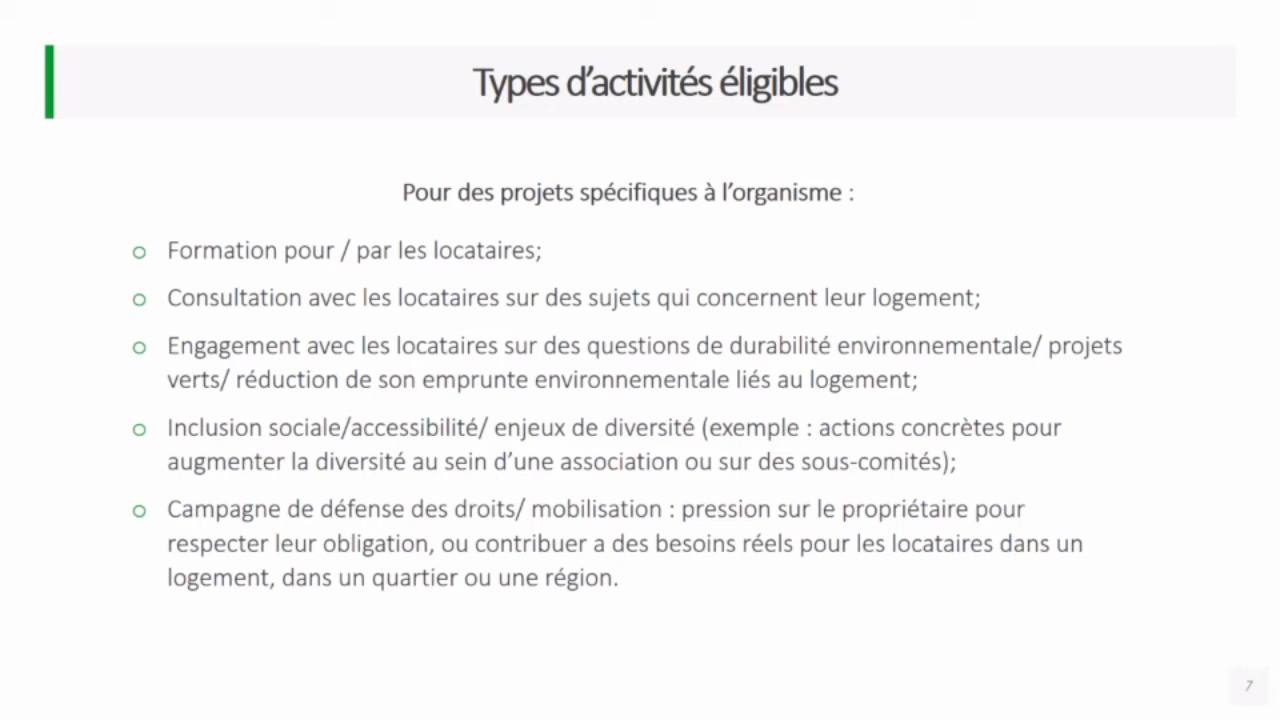 Types d’activités éligibles
Pour des projets spécifiques à l’organisme :
o Formation pour / par les locataires;
o Consultation avec les locataires sur des sujets qui concernent leur logement;
o Engagement avec les locataires sur des questions de durabilité environnementale/ projets
verts/ réduction de son emprunte environnementale liés au logement;
o Inclusion sociale/accessibilité/ enjeux de diversité (exemple : actions concrètes pour
augmenter la diversité au sein d’une association ou sur des sous-comités);
o Campagne de défense des droits/ mobilisation : pression sur le propriétaire pour
respecter leur obligation, ou contribuer a des besoins réels pour les locataires dans un
logement, dans un quartier ou une région.
7